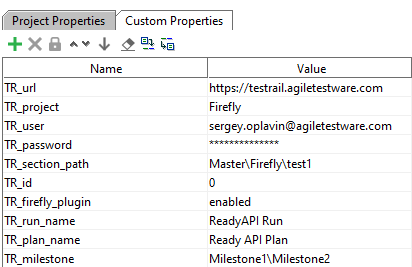 Project Properties Custom Properties
Name Value
TR_url https://testrail.agiletestware.com
TR_project Firefly
TR_user sergey.oplavin@agiletestware.com
TR_password **************
TR_section_path Master\Firefly\test1
TR_id 0
TR_firefly_plugin enabled
TR_run_name ReadyAPI Run
TR_plan_name Ready API Plan
TR_milestone Milestone1\Milestone2